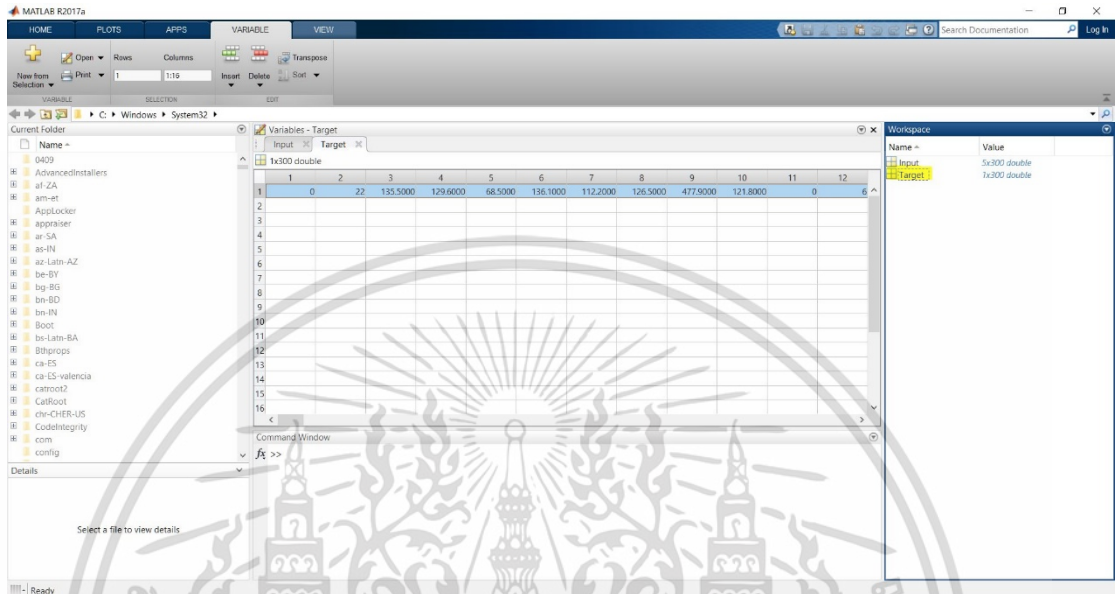 MATLAB R2017a
HOME PLOTS APPS VARIABLE VIEW
Search Documentation Log In
New from Selection
Open Rows Columns
Print 1 1:16
Insert Delete Transpose
Sort
VARIABLE SELECTION EDIT
C: Windows System32
Current Folder
Name
0409
AdvancedInstallers
af-ZA
am-et
AppLocker
appraiser
ar-SA
as-IN
az-Latn-AZ
be-BY
bg-BG
bn-BD
bn-IN
Boot
bs-Latn-BA
Bthprops
ca-ES
ca-ES-valencia
catroot2
CatRoot
chr-CHER-US
CodeIntegrity
com
config
Details
Select a file to view details
Variables - Target
Input Target
1x300 double
1 2 3 4 5 6 7 8 9 10 11 12
1 0 22 135.5000 129.6000 68.5000 136.1000 112.2000 126.5000 477.9000 121.8000 0 6
2
3
4
5
6
7
8
9
10
11
12
13
14
15
16
Command Window
fx >>
Workspace
Name Value
Input 5x300 double
Target 1x300 double
Ready